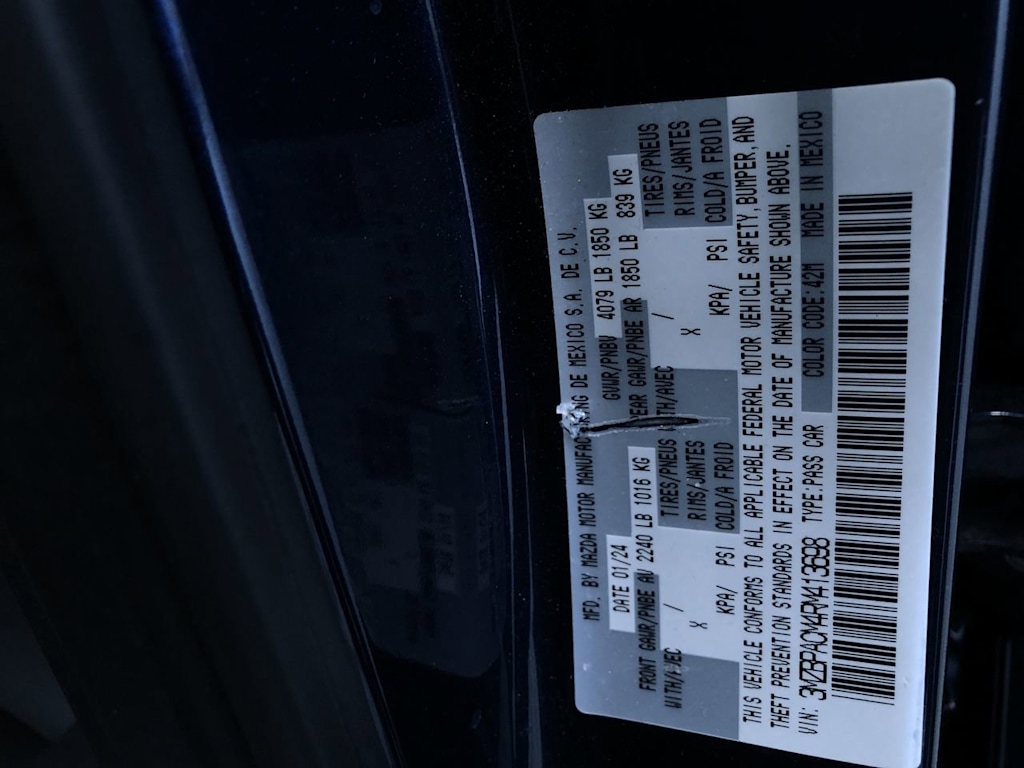 MFD. BY MAZDA MOTOR MANUFAC NG DE MEXICO S.A. DE C.V.
DATE 01/24 GVWR/PNBV 4079 LB 1850 KG
FRONT GAWR/PNBE AV 2240 LB 1016 KG REAR GAWR/PNBE AR 1850 LB 839 KG
WITH/AVEC TIRES/PNEUS WITH/AVEC TIRES/PNEUS
X / RIMS/JANTES X / RIMS/JANTES
KPA/ PSI COLD/A FROID KPA/ PSI COLD/A FROID
THIS VEHICLE CONFORMS TO ALL APPLICABLE FEDERAL MOTOR VEHICLE SAFETY, BUMPER, AND
THEFT PREVENTION STANDARDS IN EFFECT ON THE DATE OF MANUFACTURE SHOWN ABOVE.
VIN: 3MZBPACM4RM413698 TYPE:PASS CAR COLOR CODE:42M MADE IN MEXICO